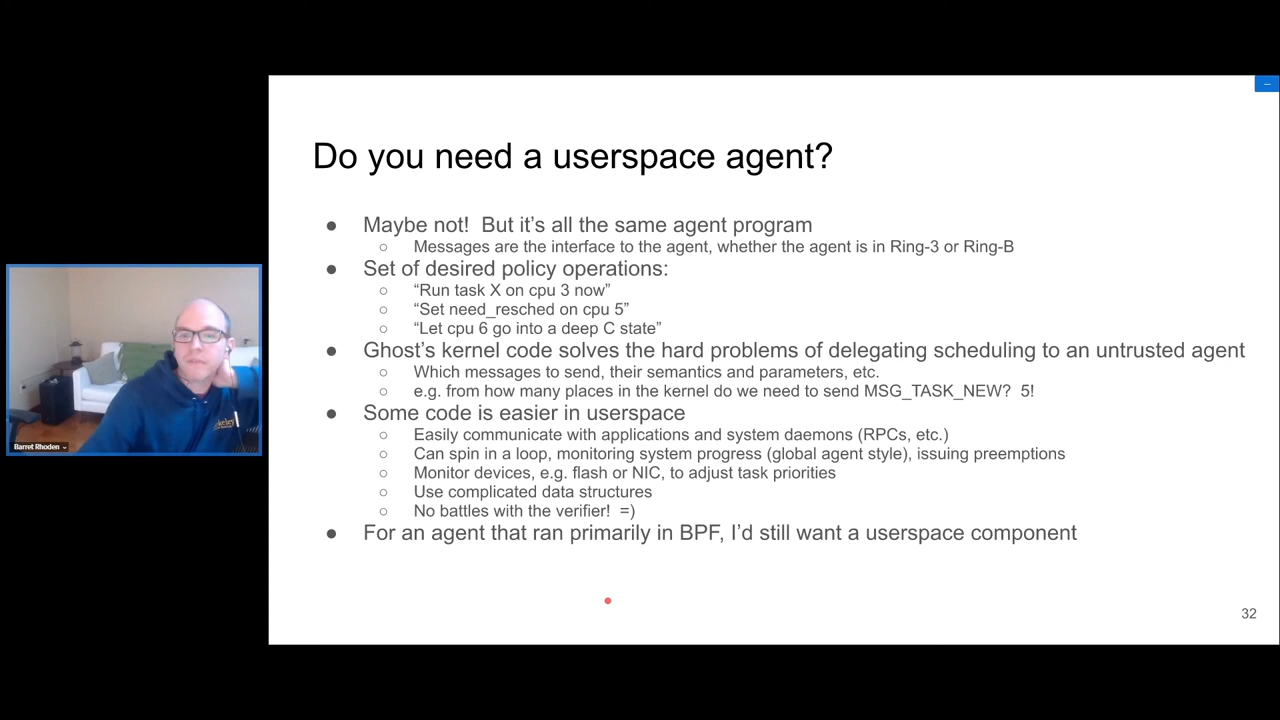 Do you need a userspace agent?
● Maybe not! But it's all the same agent program
○ Messages are the interface to the agent, whether the agent is in Ring-3 or Ring-B
● Set of desired policy operations:
○ “Run task X on cpu 3 now”
○ “Set need_resched on cpu 5”
○ “Let cpu 6 go into a deep C state”
● Ghost’s kernel code solves the hard problems of delegating scheduling to an untrusted agent
○ Which messages to send, their semantics and parameters, etc.
○ e.g. from how many places in the kernel do we need to send MSG_TASK_NEW? 5!
● Some code is easier in userspace
○ Easily communicate with applications and system daemons (RPCs, etc.)
○ Can spin in a loop, monitoring system progress (global agent style), issuing preemptions
○ Monitor devices, e.g. flash or NIC, to adjust task priorities
○ Use complicated data structures
○ No battles with the verifier! =)
● For an agent that ran primarily in BPF, I’d still want a userspace component
32
Barret Rhoden